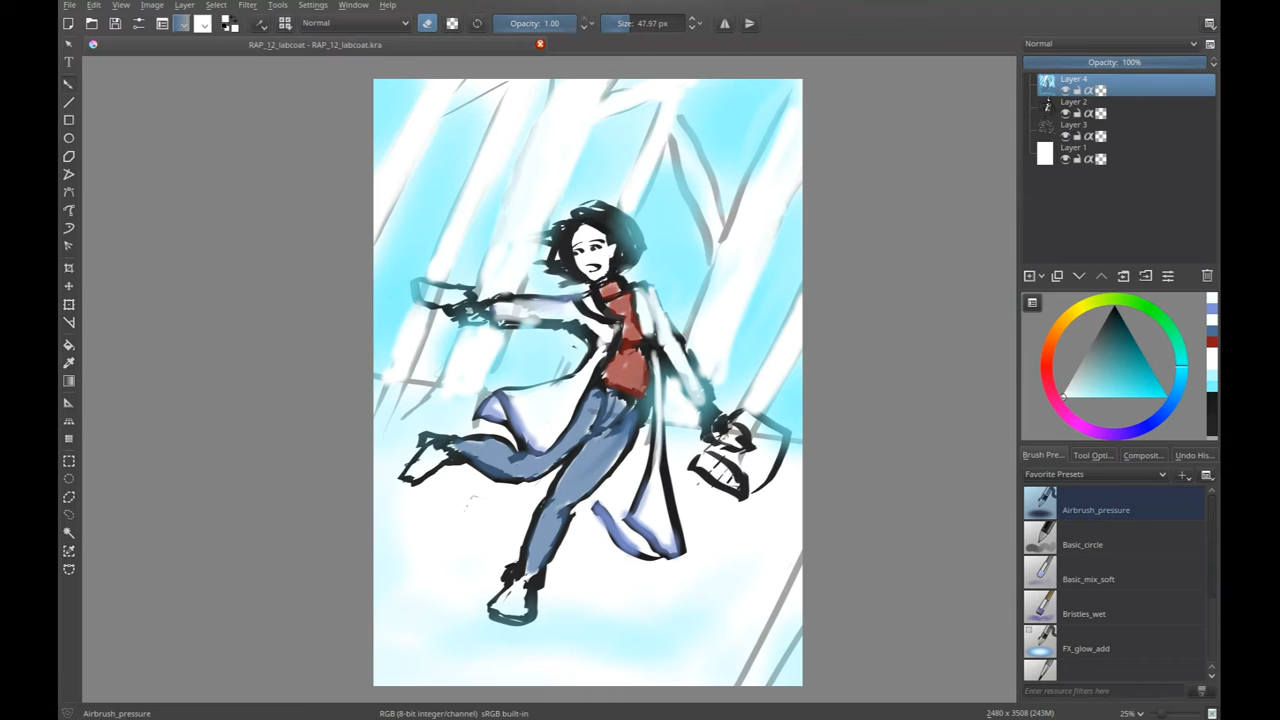 File Edit View Image Layer Select Filter Tools Settings Window Help
Normal Opacity: 1.00 Size: 47.97 px
RAP_12_labcoat - RAP_12_labcoat.kra
Normal
Opacity: 100%
Layer 4
Layer 2
Layer 3
Layer 1
Brush Pre... Tool Opti... Composit... Undo His...
Favorite Presets
Airbrush_pressure
Basic_circle
Basic_mix_soft
Bristles_wet
FX_glow_add
Enter resource filters here
Airbrush_pressure RGB (8-bit integer/channel) sRGB built-in 2480 x 3508 (243M) 25%